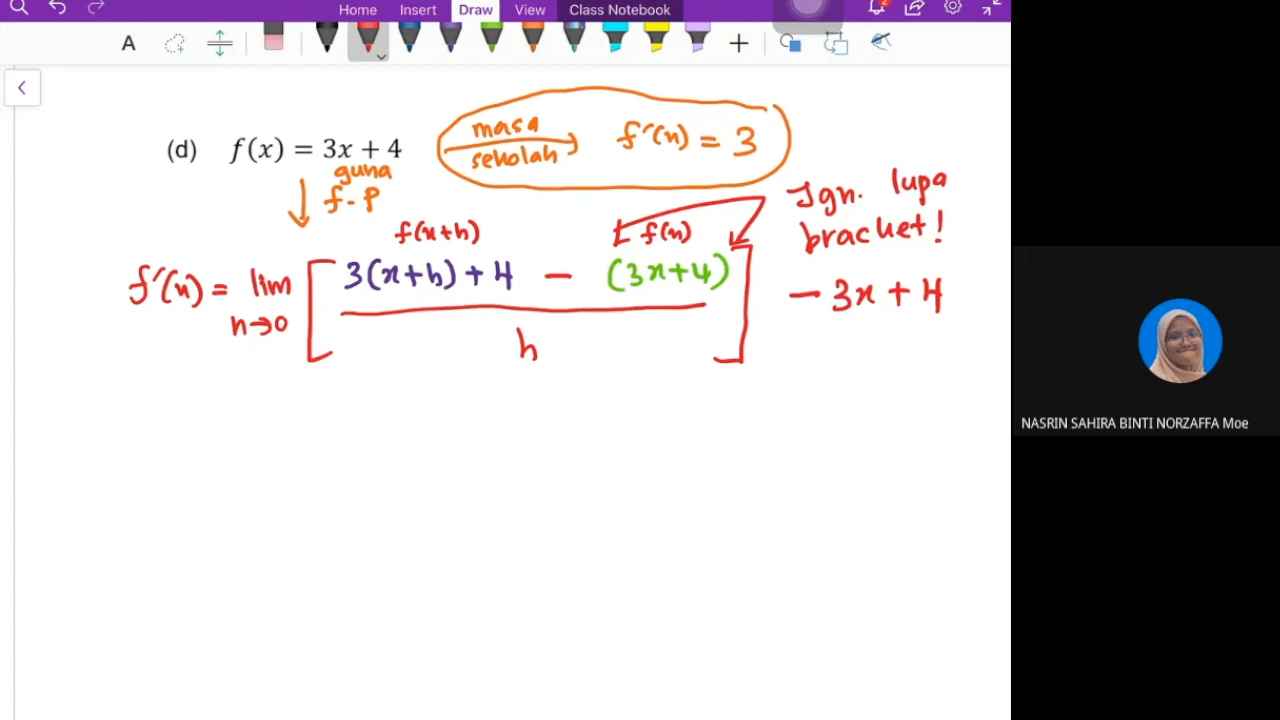 Home Insert Draw View Class Notebook
2
A
(d) f(x) = 3x + 4
masa
sekolah
f'(x) = 3
guna
f-p
Jgn. lupa
bracket!
f(x+h) f(x)
f'(x) = lim [ 3(x+h) + 4 − (3x+4) ]
h→0
h
− 3x + 4
NASRIN SAHIRA BINTI NORZAFFA Moe